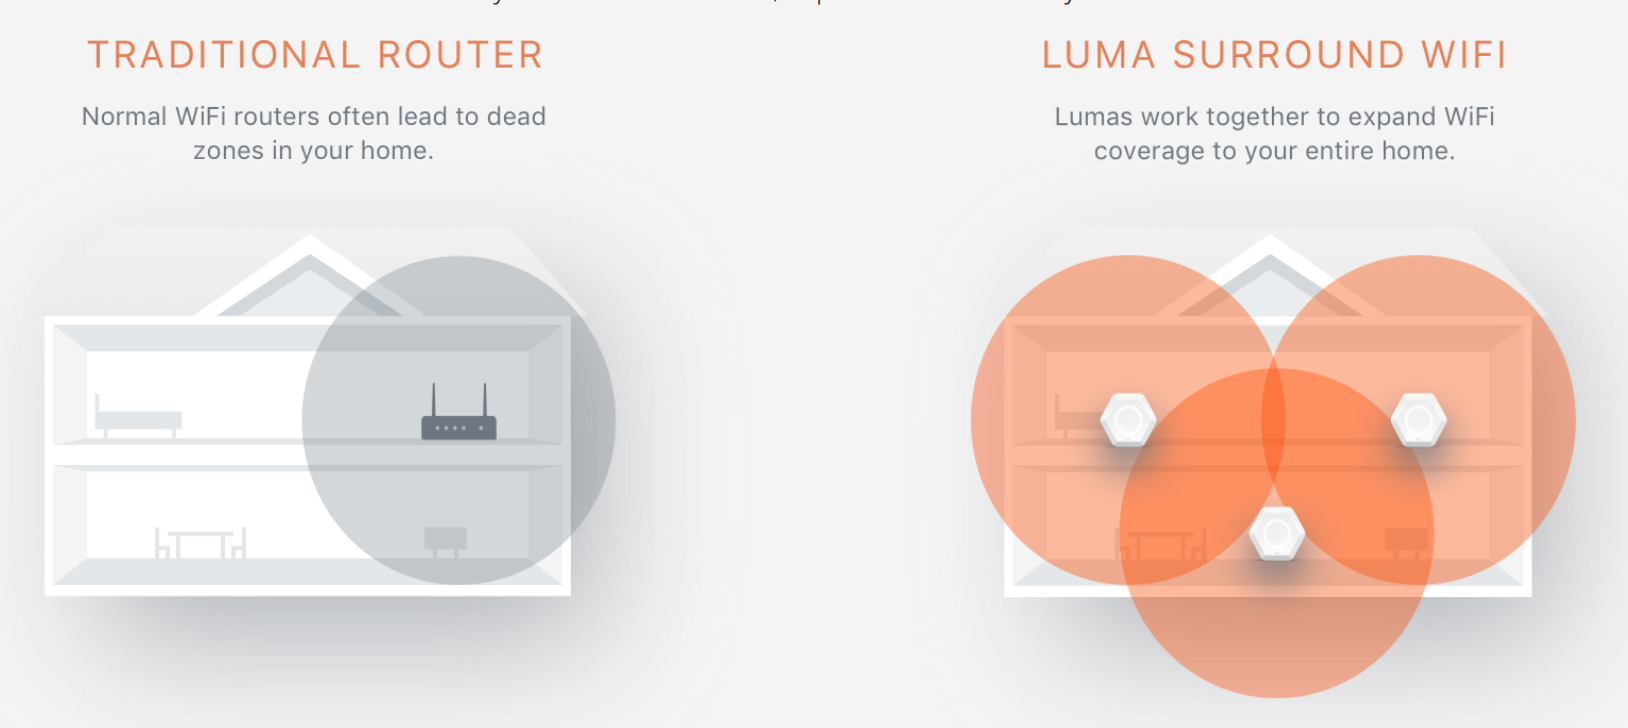 TRADITIONAL ROUTER
Normal WiFi routers often lead to dead
zones in your home.
LUMA SURROUND WIFI
Lumas work together to expand WiFi
coverage to your entire home.